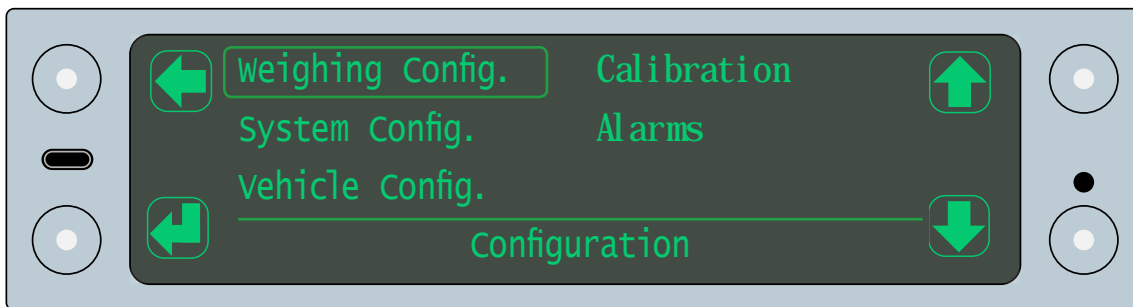 Weighing Config. Calibration
System Config. Alarms
Vehicle Config.
Configuration